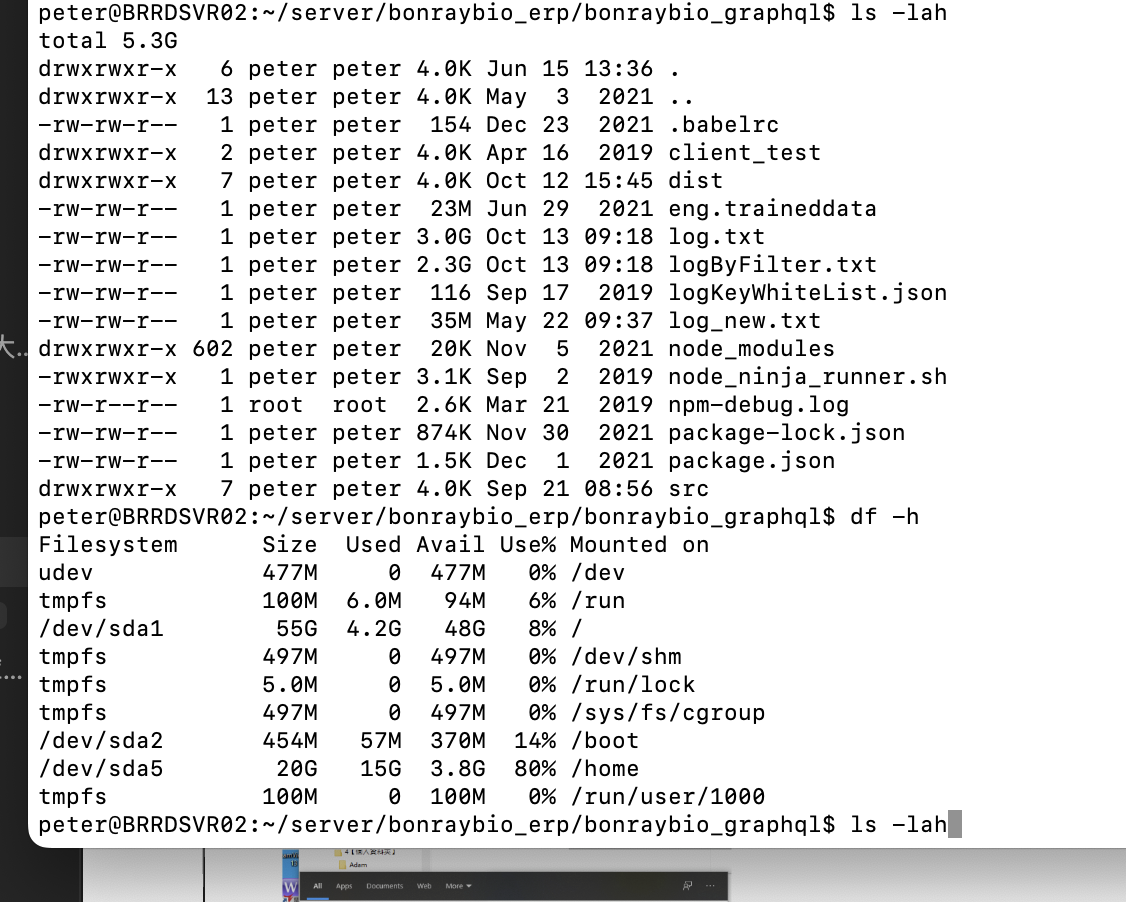 peter@BRRDSVR02:~/server/bonraybio_erp/bonraybio_graphql$ ls -lah
total 5.3G
drwxrwxr-x   6 peter peter 4.0K Jun 15 13:36 .
drwxrwxr-x  13 peter peter 4.0K May  3  2021 ..
-rw-rw-r--   1 peter peter  154 Dec 23  2021 .babelrc
drwxrwxr-x   2 peter peter 4.0K Apr 16  2019 client_test
drwxrwxr-x   7 peter peter 4.0K Oct 12 15:45 dist
-rw-rw-r--   1 peter peter  23M Jun 29  2021 eng.traineddata
-rw-rw-r--   1 peter peter 3.0G Oct 13 09:18 log.txt
-rw-rw-r--   1 peter peter 2.3G Oct 13 09:18 logByFilter.txt
-rw-rw-r--   1 peter peter  116 Sep 17  2019 logKeyWhiteList.json
-rw-rw-r--   1 peter peter  35M May 22 09:37 log_new.txt
大...
drwxrwxr-x 602 peter peter  20K Nov  5  2021 node_modules
-rwxrwxr-x   1 peter peter 3.1K Sep  2  2019 node_ninja_runner.sh
-rw-r--r--   1 root  root  2.6K Mar 21  2019 npm-debug.log
-rw-rw-r--   1 peter peter 874K Nov 30  2021 package-lock.json
-rw-rw-r--   1 peter peter 1.5K Dec  1  2021 package.json
drwxrwxr-x   7 peter peter 4.0K Sep 21 08:56 src
peter@BRRDSVR02:~/server/bonraybio_erp/bonraybio_graphql$ df -h
Filesystem      Size  Used Avail Use% Mounted on
udev            477M     0  477M   0% /dev
tmpfs           100M  6.0M   94M   6% /run
/dev/sda1        55G  4.2G   48G   8% /
tmpfs           497M     0  497M   0% /dev/shm
tmpfs           5.0M     0  5.0M   0% /run/lock
tmpfs           497M     0  497M   0% /sys/fs/cgroup
/dev/sda2       454M   57M  370M  14% /boot
/dev/sda5        20G   15G  3.8G  80% /home
tmpfs           100M     0  100M   0% /run/user/1000
peter@BRRDSVR02:~/server/bonraybio_erp/bonraybio_graphql$ ls -lah
Adam
All Apps Documents Web More